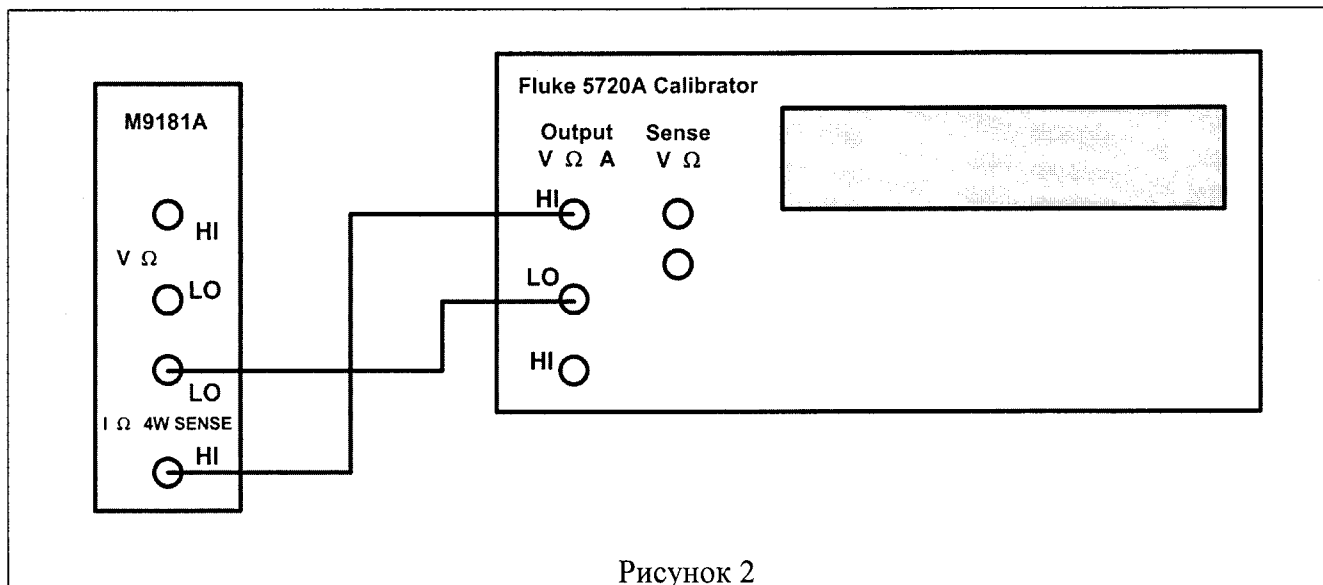 M9181A
HI
V Ω
LO
LO
I Ω 4W SENSE
HI
Fluke 5720A Calibrator
Output Sense
V Ω A V Ω
HI
LO
HI
Рисунок 2